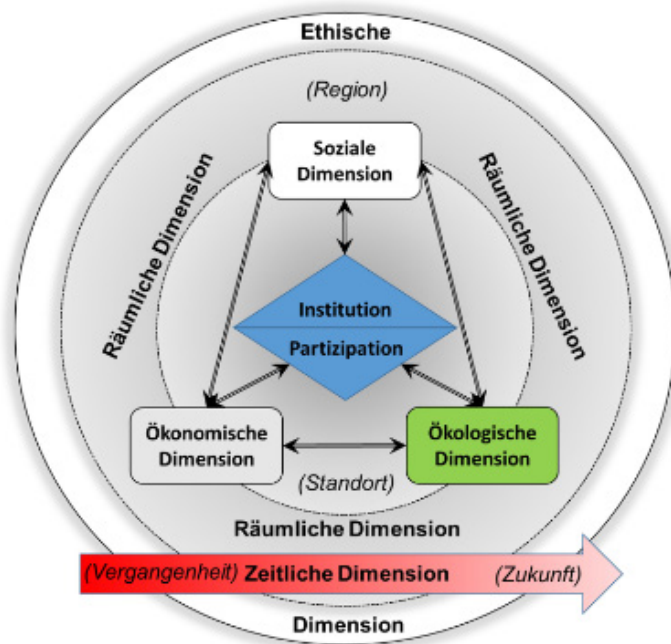 Ethische
(Region)
Soziale
Dimension
Räumliche Dimension
Räumliche Dimension
Institution
Partizipation
Ökonomische
Dimension
Ökologische
Dimension
(Standort)
Räumliche Dimension
(Vergangenheit) Zeitliche Dimension (Zukunft)
Dimension